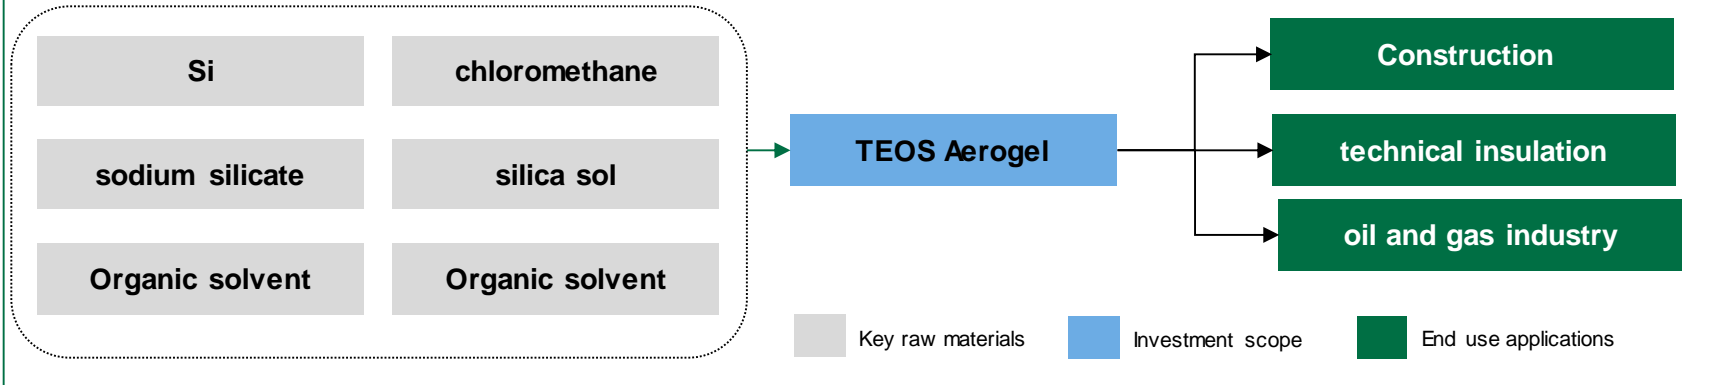 Si
chloromethane
Construction
sodium silicate
silica sol
TEOS Aerogel
technical insulation
Organic solvent
Organic solvent
oil and gas industry
Key raw materials
Investment scope
End use applications